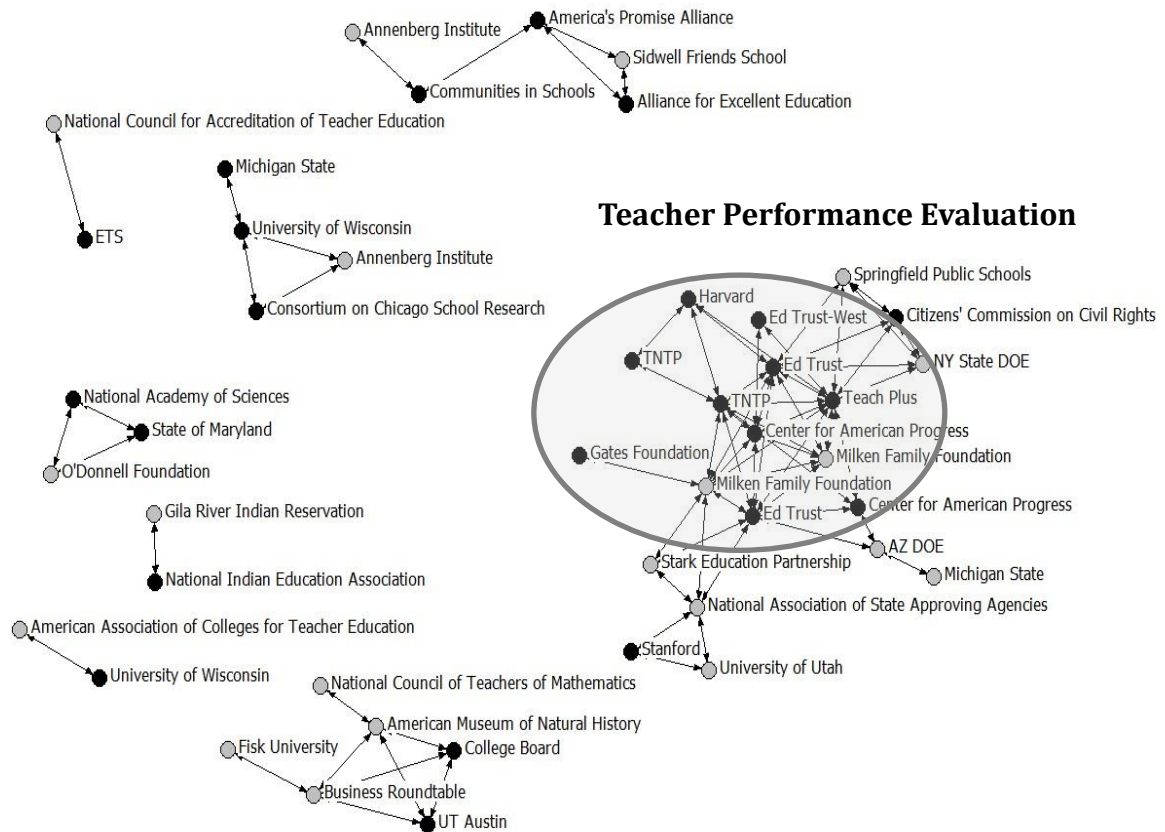 America's Promise Alliance
Annenberg Institute
Sidwell Friends School
Communities in Schools
Alliance for Excellent Education
National Council for Accreditation of Teacher Education
Michigan State
University of Wisconsin
ETS
Annenberg Institute
Consortium on Chicago School Research
Teacher Performance Evaluation
Springfield Public Schools
Harvard
Ed Trust-West
Citizens' Commission on Civil Rights
TNTP
Ed Trust
NY State DOE
TNTP
Teach Plus
Center for American Progress
Gates Foundation
Milken Family Foundation
Milken Family Foundation
Center for American Progress
Ed Trust
AZ DOE
Stark Education Partnership
Michigan State
National Association of State Approving Agencies
Stanford
University of Utah
National Academy of Sciences
State of Maryland
O'Donnell Foundation
Gila River Indian Reservation
National Indian Education Association
American Association of Colleges for Teacher Education
University of Wisconsin
National Council of Teachers of Mathematics
American Museum of Natural History
Fisk University
College Board
Business Roundtable
UT Austin